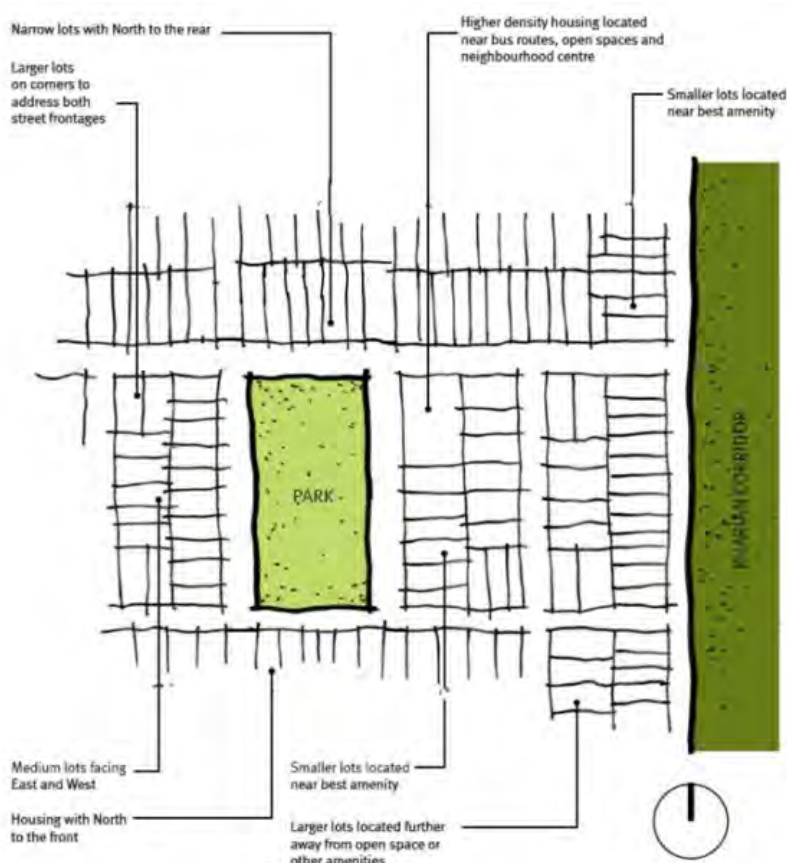 Narrow lots with North to the rear
Higher density housing located
near bus routes, open spaces and
neighbourhood centre
Larger lots
on corners to
address both
street frontages
Smaller lots located
near best amenity
PARK
RIPARIAN CORRIDOR
Medium lots facing
East and West
Smaller lots located
near best amenity
Housing with North
to the front
Larger lots located further
away from open space or
other amenities